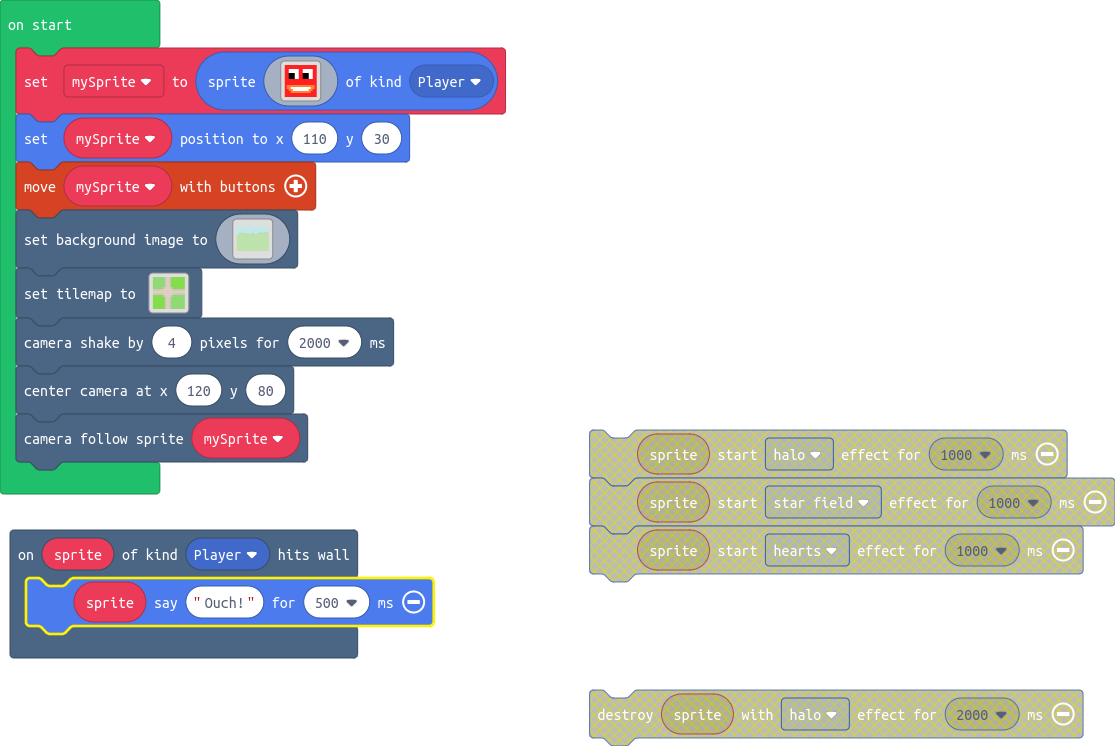 on start
set mySprite to sprite of kind Player
set mySprite position to x 110 y 30
move mySprite with buttons
set background image to
set tilemap to
camera shake by 4 pixels for 2000 ms
center camera at x 120 y 80
camera follow sprite mySprite
on sprite of kind Player hits wall
sprite say "Ouch!" for 500 ms
sprite start halo effect for 1000 ms
sprite start star field effect for 1000 ms
sprite start hearts effect for 1000 ms
destroy sprite with halo effect for 2000 ms